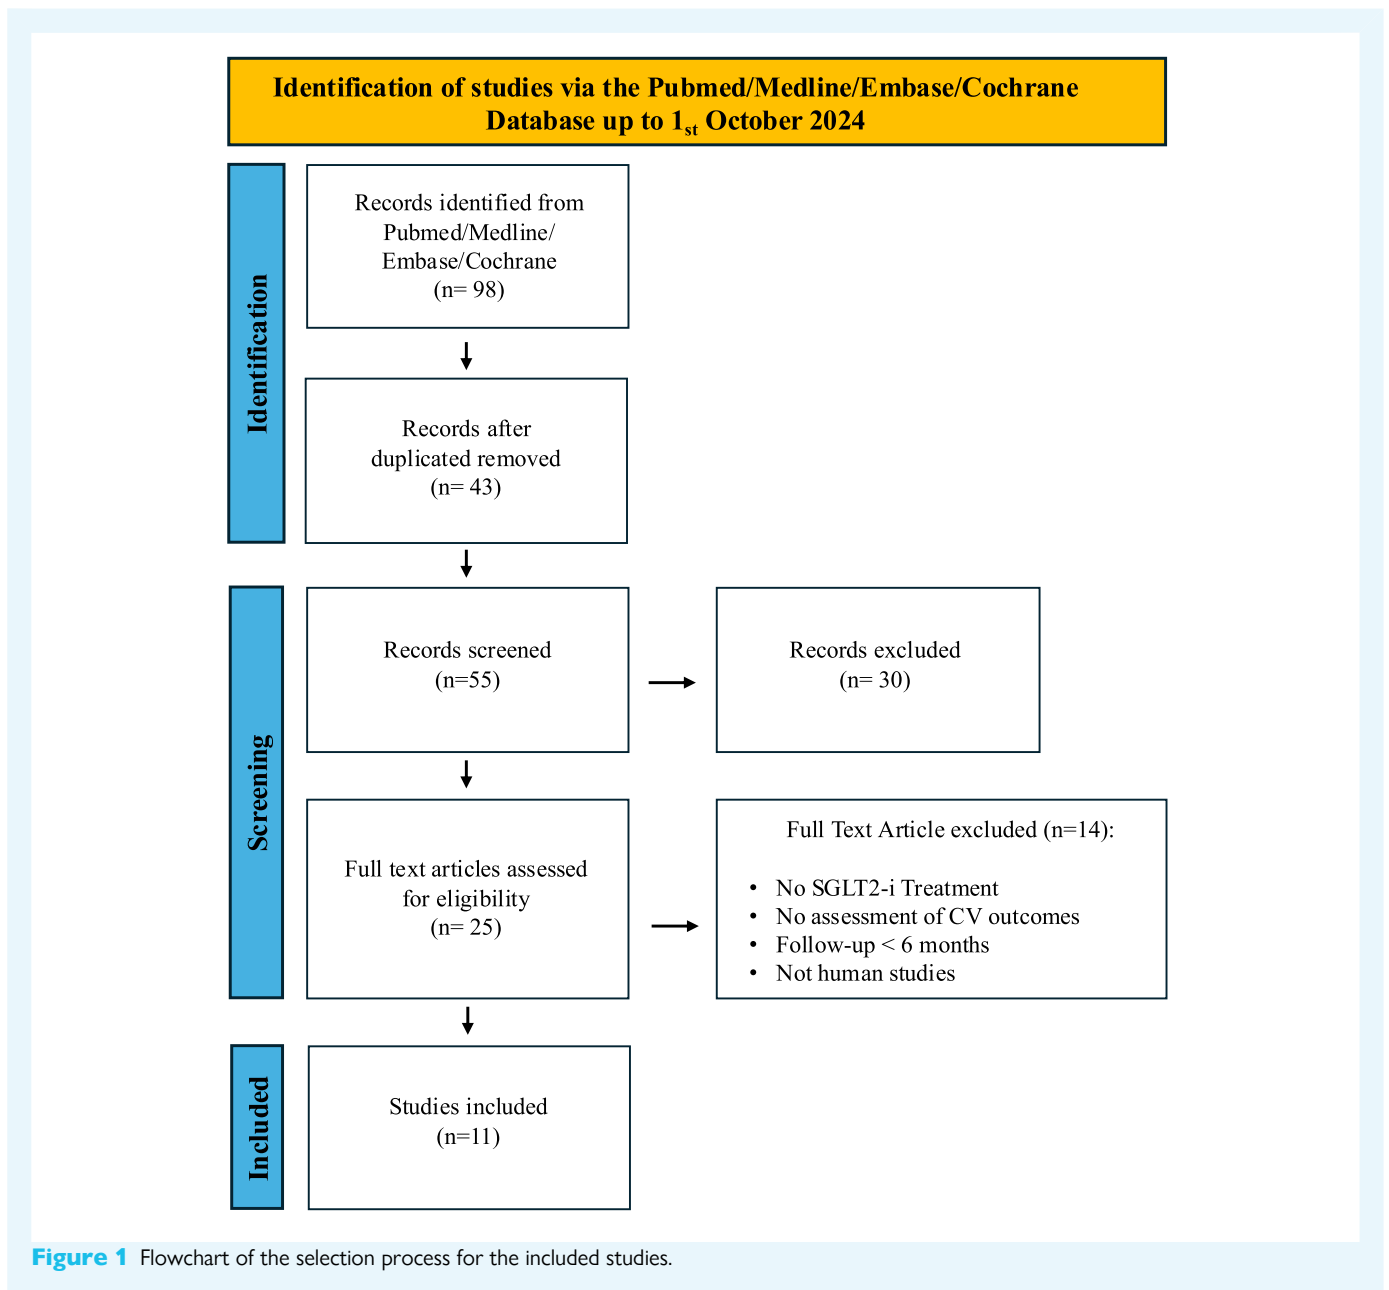 Identification of studies via the Pubmed/Medline/Embase/Cochrane
Database up to 1st October 2024
Identification
Records identified from
Pubmed/Medline/
Embase/Cochrane
(n= 98)
Records after
duplicated removed
(n= 43)
Screening
Records screened
(n=55)
Records excluded
(n= 30)
Full text articles assessed
for eligibility
(n= 25)
Full Text Article excluded (n=14):
• No SGLT2-i Treatment
• No assessment of CV outcomes
• Follow-up < 6 months
• Not human studies
Included
Studies included
(n=11)
Figure 1 Flowchart of the selection process for the included studies.